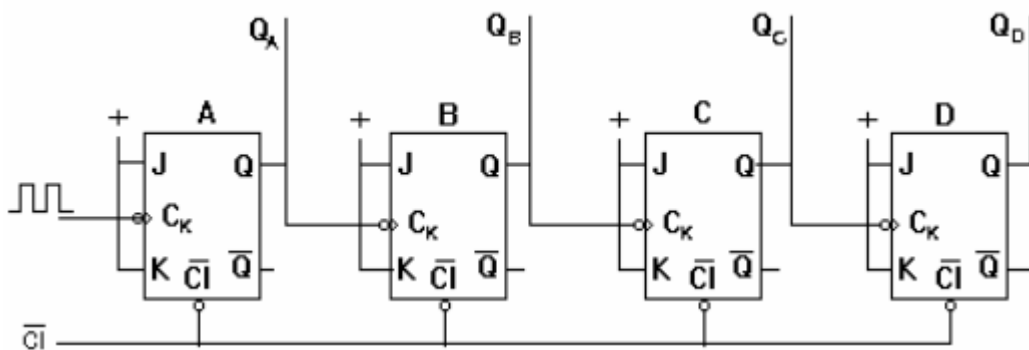 Q_A Q_B Q_C Q_D
A B C D
+ + + +
J Q J Q J Q J Q
C_K C_K C_K C_K
K C̅l̅ Q̅ K C̅l̅ Q̅ K C̅l̅ Q̅ K C̅l̅ Q̅
C̅l̅